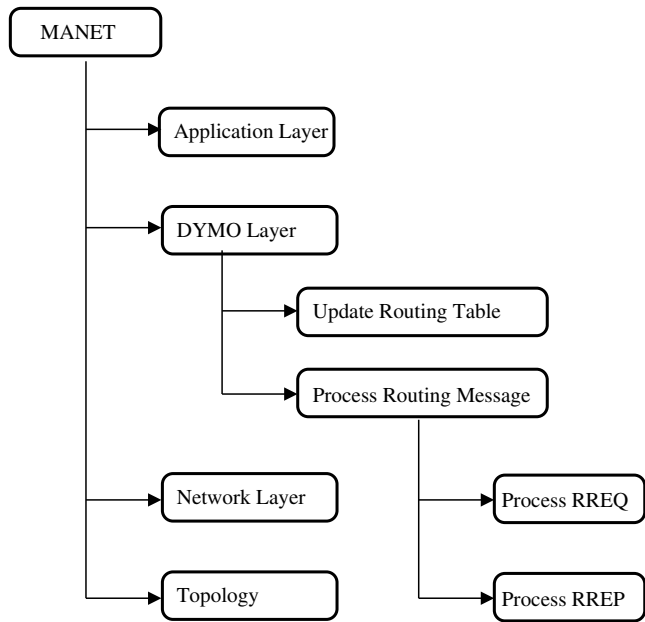 MANET
Application Layer
DYMO Layer
Update Routing Table
Process Routing Message
Network Layer
Process RREQ
Topology
Process RREP